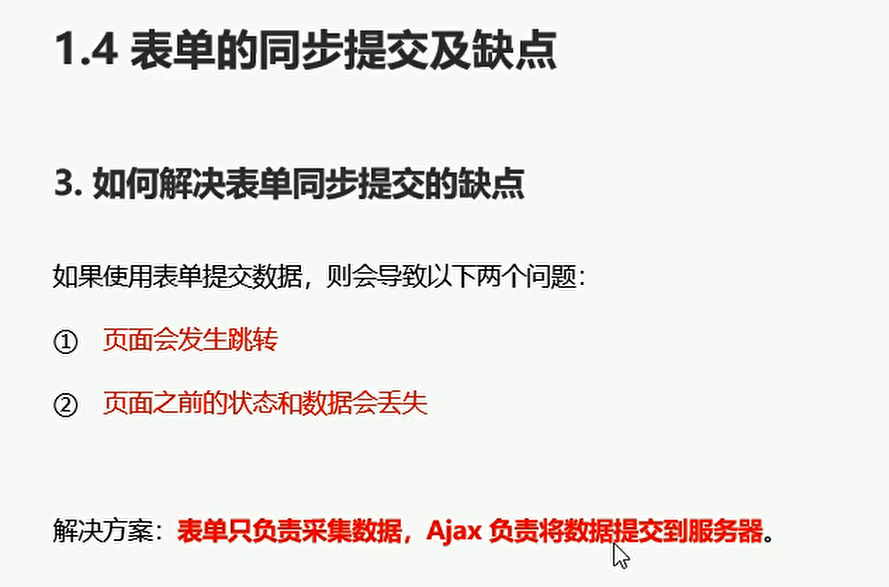 1.4 表单的同步提交及缺点
3. 如何解决表单同步提交的缺点
如果使用表单提交数据，则会导致以下两个问题：
① 页面会发生跳转
② 页面之前的状态和数据会丢失
解决方案：表单只负责采集数据，Ajax 负责将数据提交到服务器。